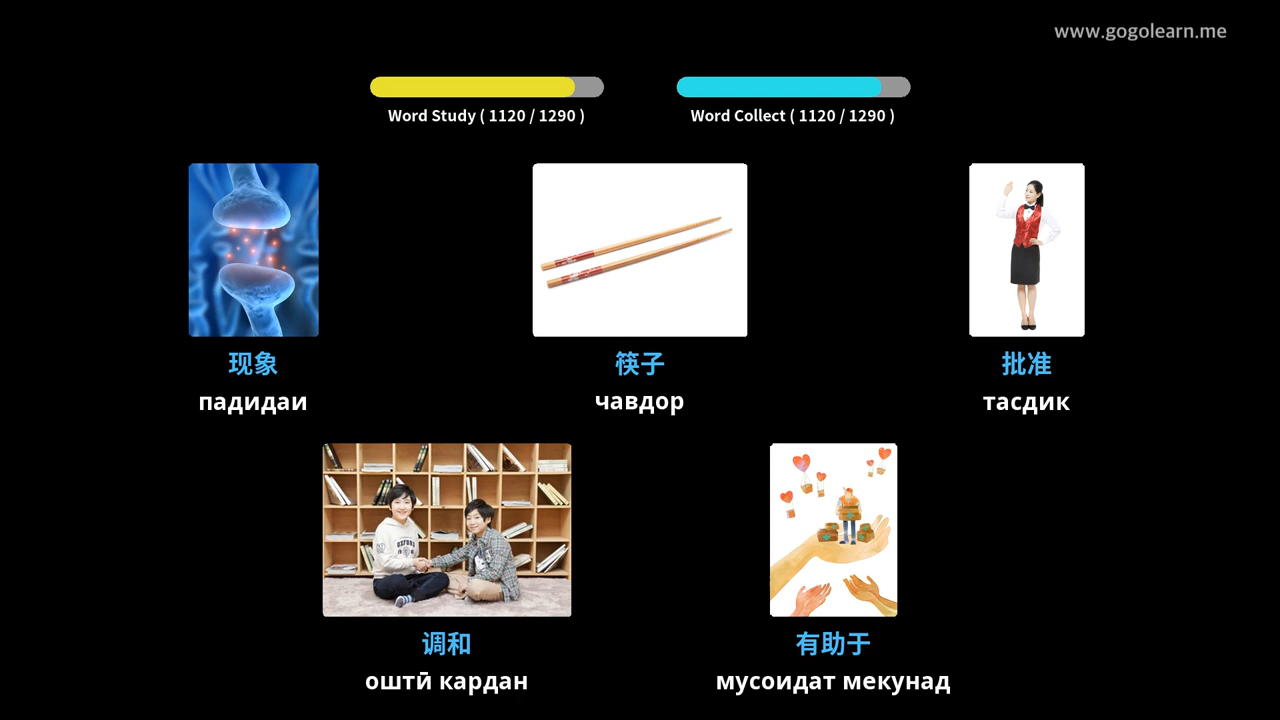 www.gogolearn.me
Word Study ( 1120 / 1290 )
Word Collect ( 1120 / 1290 )
现象
падидаи
筷子
чавдор
批准
тасдик
调和
оштӣ кардан
有助于
мусоидат мекунад